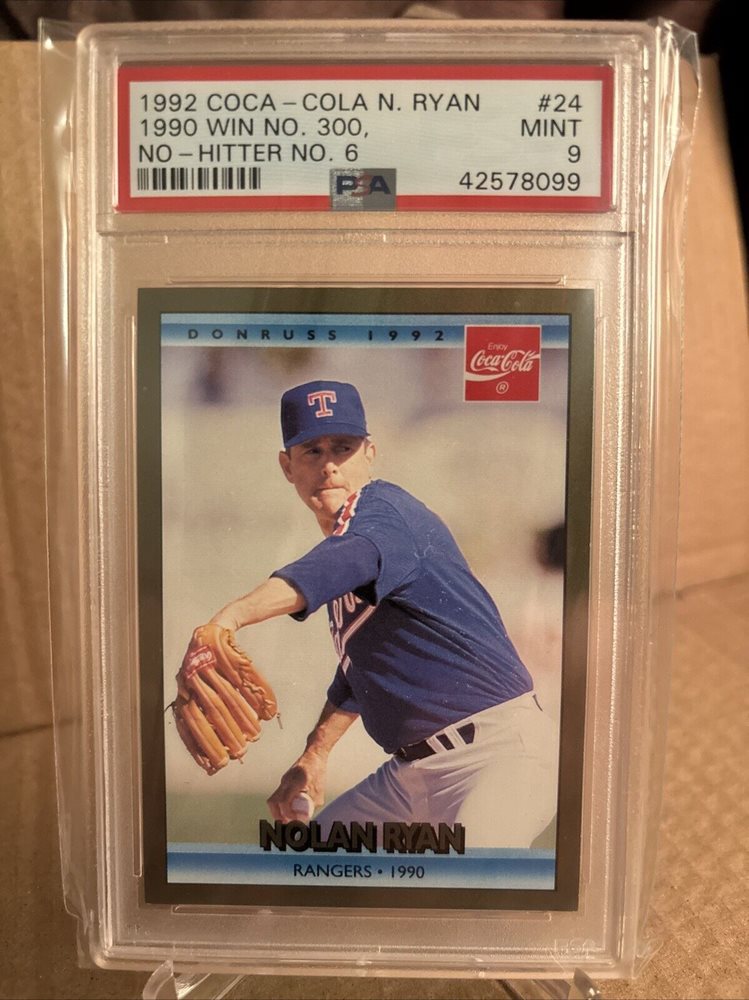 1992 COCA-COLA N. RYAN #24
1990 WIN NO. 300, MINT
NO-HITTER NO. 6 9
PSA 42578099
DONRUSS 1992
Enjoy
Coca-Cola
®
T
NOLAN RYAN
RANGERS • 1990